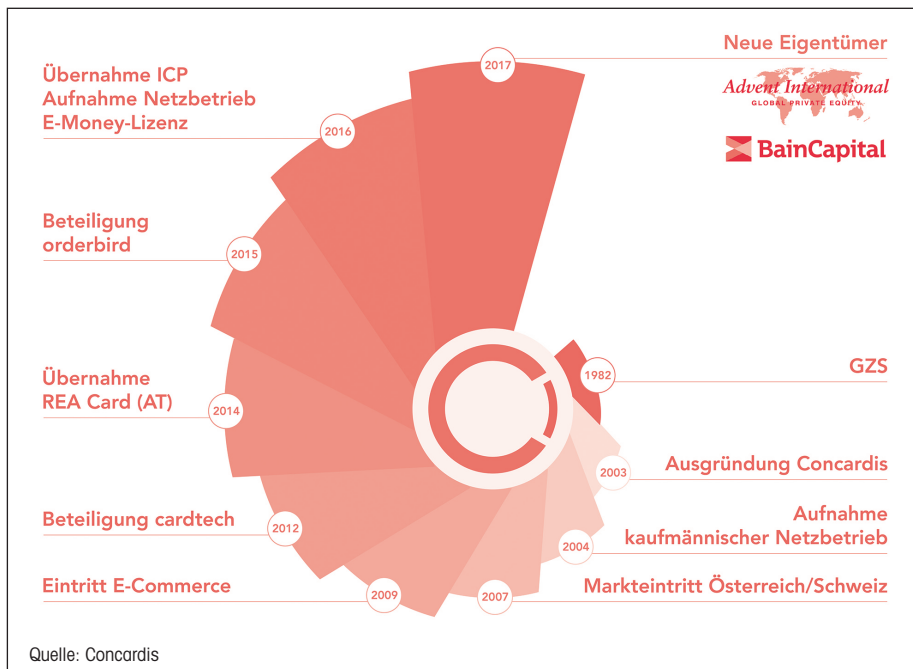 Neue Eigentümer
Advent International
GLOBAL PRIVATE EQUITY
BainCapital
2017
Übernahme ICP
Aufnahme Netzbetrieb
E-Money-Lizenz
2016
Beteiligung
orderbird
2015
Übernahme
REA Card (AT)
2014
Beteiligung cardtech
2012
Eintritt E-Commerce
2009
2007
Markteintritt Österreich/Schweiz
2004
Aufnahme
kaufmännischer Netzbetrieb
2003
Ausgründung Concardis
1982
GZS
Quelle: Concardis